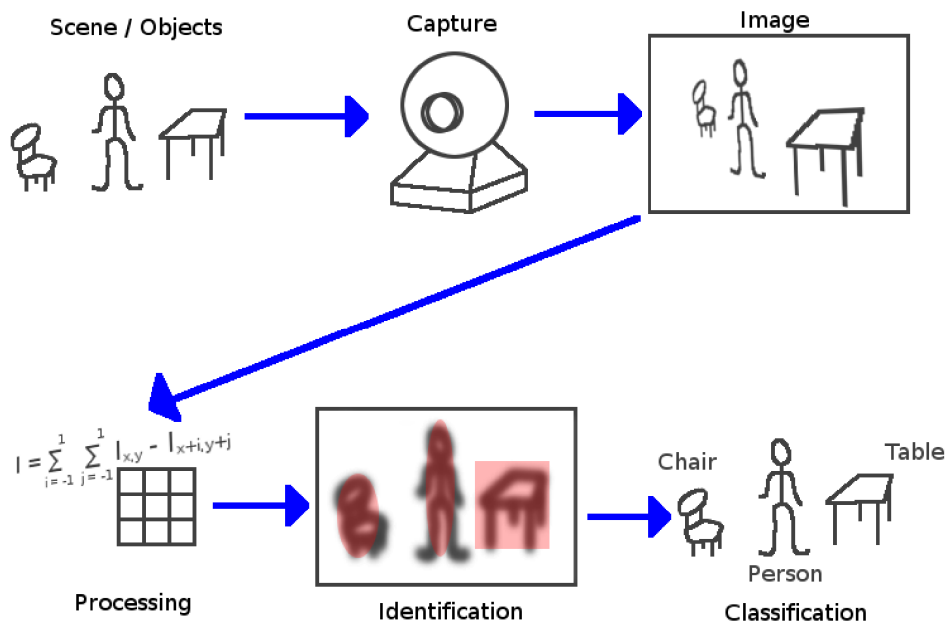 Scene / Objects
Capture
Image
I = ∑ ∑ I x,y - I x+i,y+j
i = -1 1 j = -1 1
Processing
Identification
Chair
Person
Table
Classification